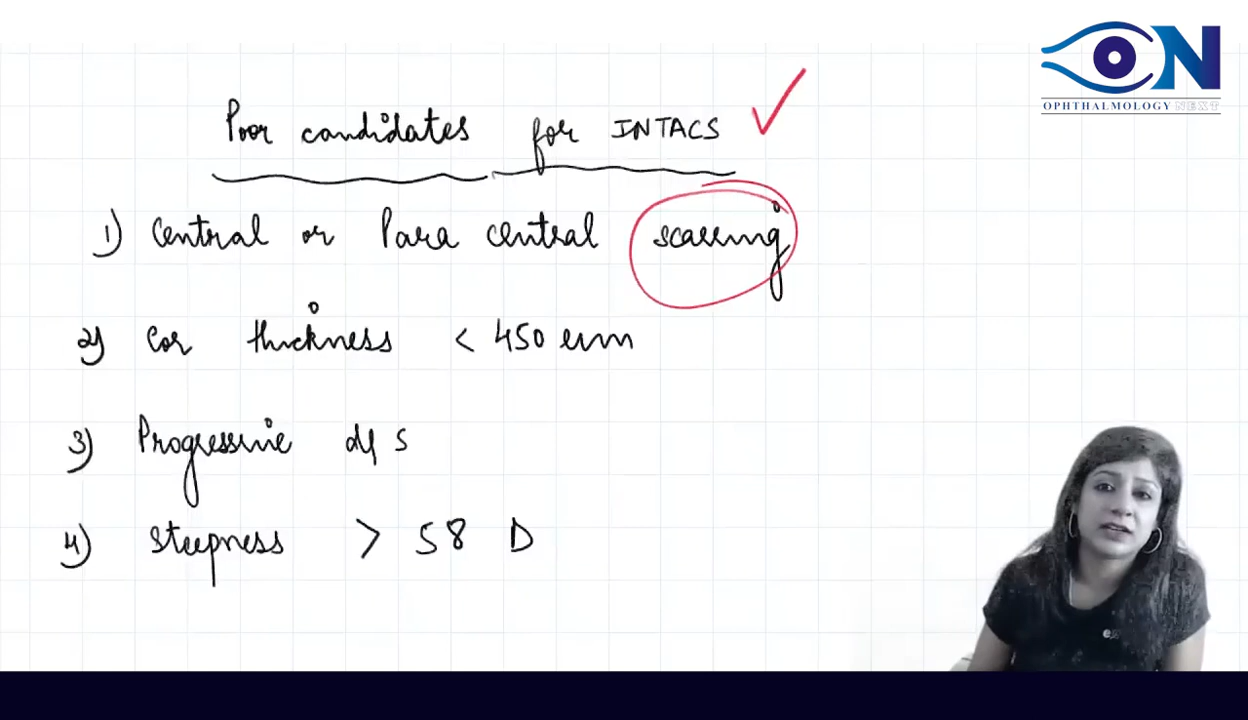 ON
OPHTHALMOLOGY NEXT
Poor candidates for INTACS
1) Central or Para central scarring
2) Cor thickness < 450 um
3) Progressive
4) Steepness > 58 D